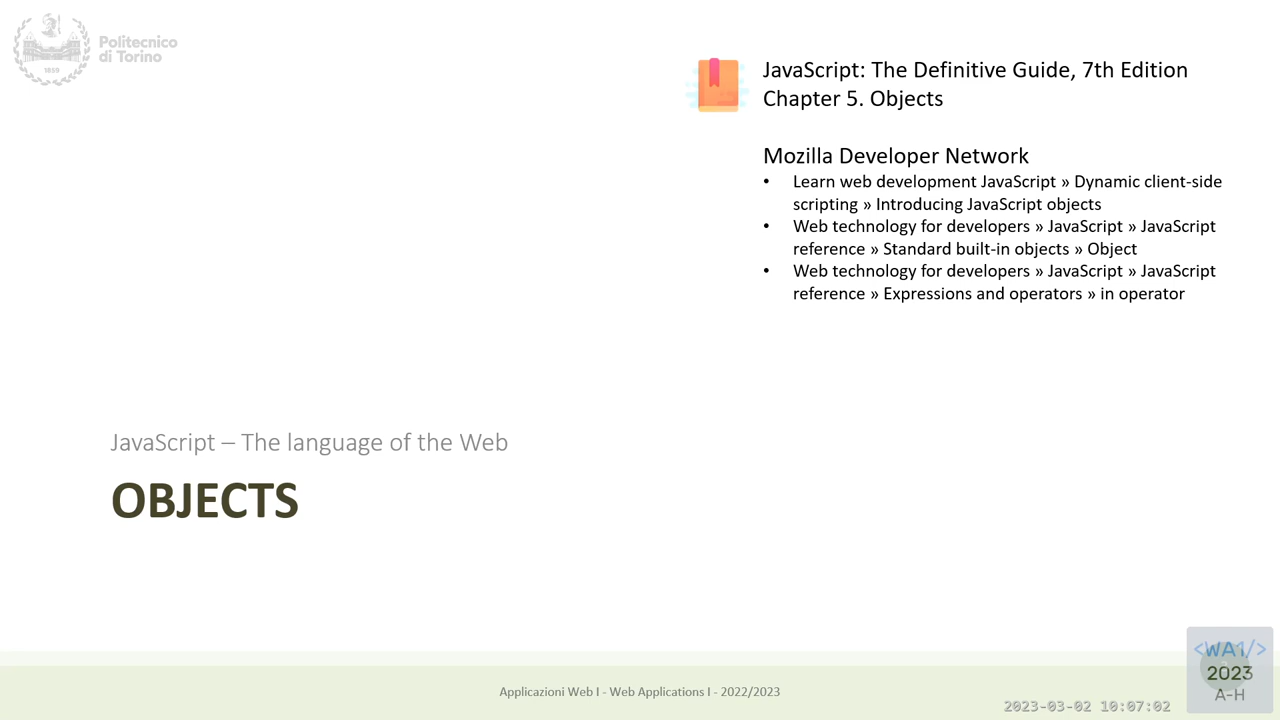 Politecnico
di Torino
1859
JavaScript: The Definitive Guide, 7th Edition
Chapter 5. Objects
Mozilla Developer Network
• Learn web development JavaScript » Dynamic client-side
scripting » Introducing JavaScript objects
• Web technology for developers » JavaScript » JavaScript
reference » Standard built-in objects » Object
• Web technology for developers » JavaScript » JavaScript
reference » Expressions and operators » in operator
JavaScript – The language of the Web
OBJECTS
Applicazioni Web I - Web Applications I - 2022/2023
<WA1/>
2023
A-H
2023-03-02 10:07:02